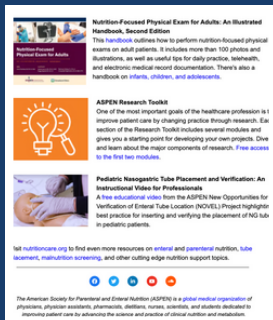 Nutrition-Focused Physical Exam for Adults: An Illustrated
Handbook, Second Edition
This handbook outlines how to perform nutrition-focused physical
exams on adult patients. It includes more than 100 photos and
illustrations, as well as useful tips for daily practice, telehealth,
and electronic medical record documentation. There's also a
handbook on infants, children, and adolescents.
ASPEN Research Toolkit
One of the most important goals of the healthcare profession is t
improve patient care by changing practice through research. Eac
section of the Research Toolkit includes several modules and
gives you a starting point for developing your own projects. Dive
and learn about the major components of research. Free access
to the first two modules.
Pediatric Nasogastric Tube Placement and Verification: An
Instructional Video for Professionals
A free educational video from the ASPEN New Opportunities for
Verification of Enteral Tube Location (NOVEL) Project highlightin
best practice for inserting and verifying the placement of NG tub
in pediatric patients.
isit nutritioncare.org to find even more resources on enteral and parenteral nutrition, tube
lacement, malnutrition screening, and other cutting edge nutrition support topics.
The American Society for Parenteral and Enteral Nutrition (ASPEN) is a global medical organization of
physicians, physician assistants, pharmacists, dietitians, nurses, scientists, and students dedicated to
improving patient care by advancing the science and practice of clinical nutrition and metabolism.